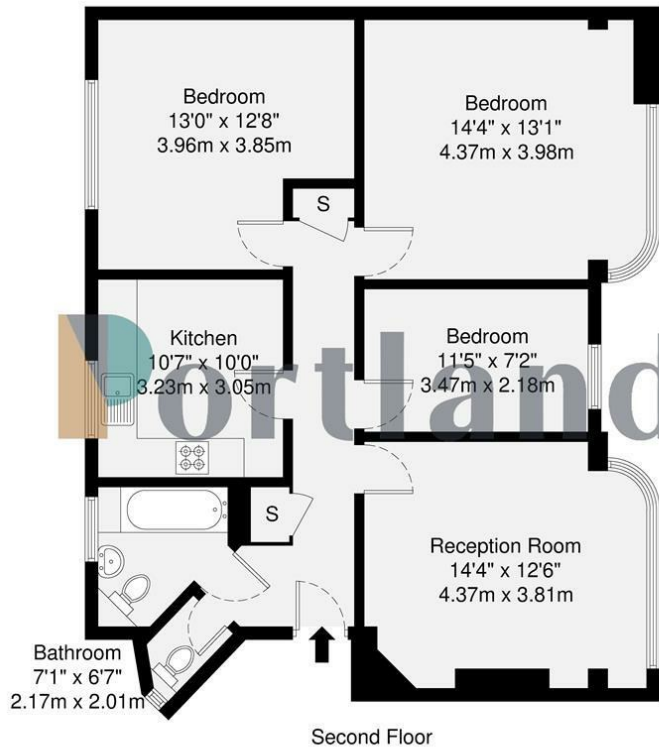 Bedroom
13'0" x 12'8"
3.96m x 3.85m
Bedroom
14'4" x 13'1"
4.37m x 3.98m
S
Kitchen
10'7" x 10'0"
3.23m x 3.05m
Bedroom
11'5" x 7'2"
3.47m x 2.18m
Portland
S
Reception Room
14'4" x 12'6"
4.37m x 3.81m
Bathroom
7'1" x 6'7"
2.17m x 2.01m
Second Floor